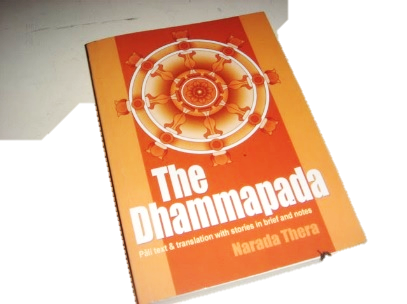 The
Dhammapada
Pāli text & translation with stories in brief and notes
Narada Thera